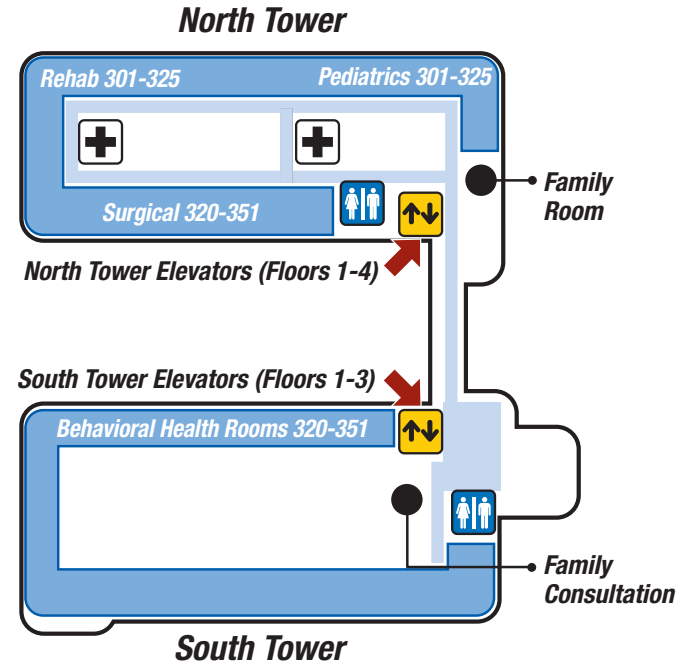 North Tower
Rehab 301-325
Pediatrics 301-325
Family
Room
Surgical 320-351
North Tower Elevators (Floors 1-4)
South Tower Elevators (Floors 1-3)
Behavioral Health Rooms 320-351
Family
Consultation
South Tower